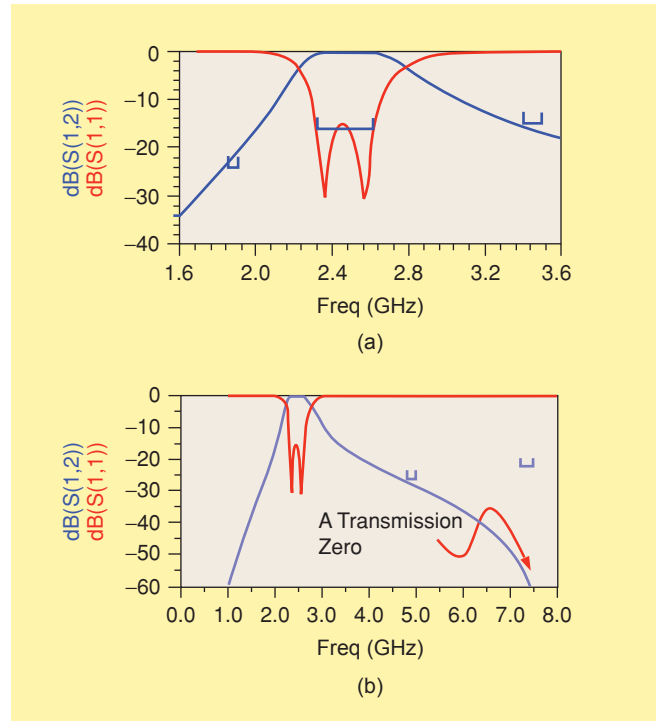 0
−10
−20
−30
−40
dB(S(1,2))
dB(S(1,1))
1.6 2.0 2.4 2.8 3.2 3.6
Freq (GHz)
(a)
0
−10
−20
−30
−40
−50
−60
dB(S(1,2))
dB(S(1,1))
A Transmission
Zero
0.0 1.0 2.0 3.0 4.0 5.0 6.0 7.0 8.0
Freq (GHz)
(b)